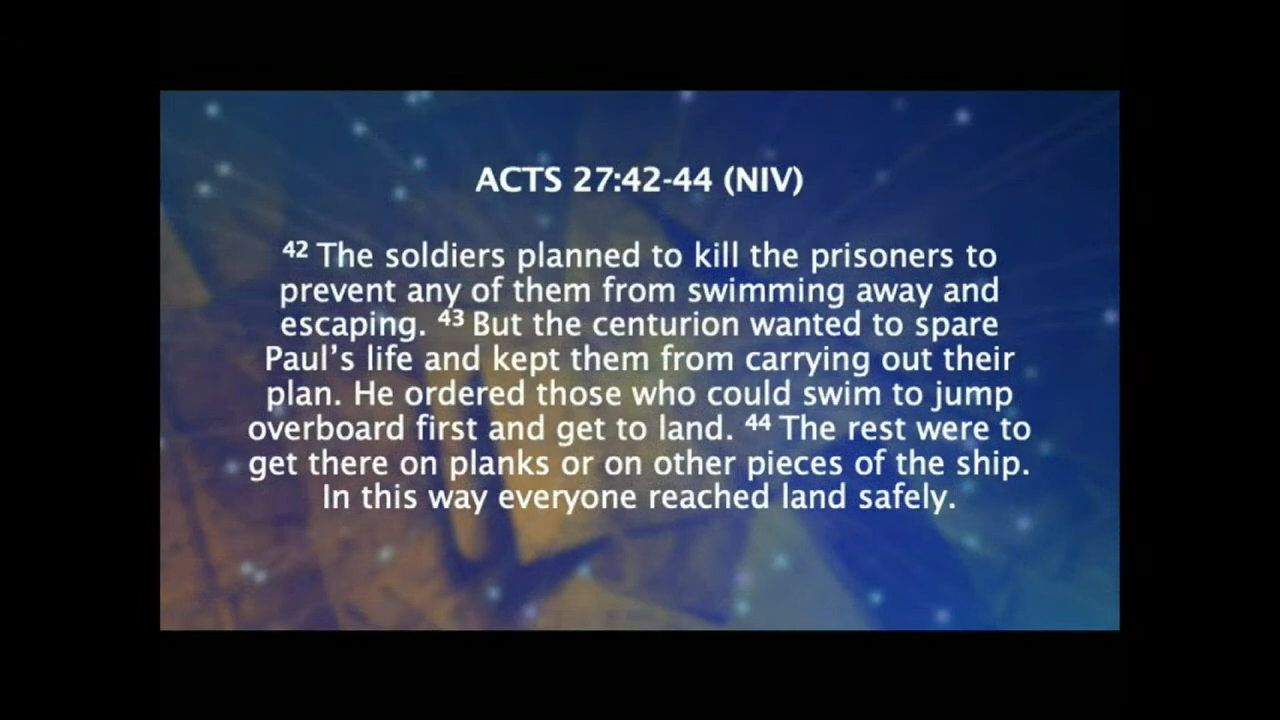 ACTS 27:42-44 (NIV)
42 The soldiers planned to kill the prisoners to
prevent any of them from swimming away and
escaping. 43 But the centurion wanted to spare
Paul's life and kept them from carrying out their
plan. He ordered those who could swim to jump
overboard first and get to land. 44 The rest were to
get there on planks or on other pieces of the ship.
In this way everyone reached land safely.